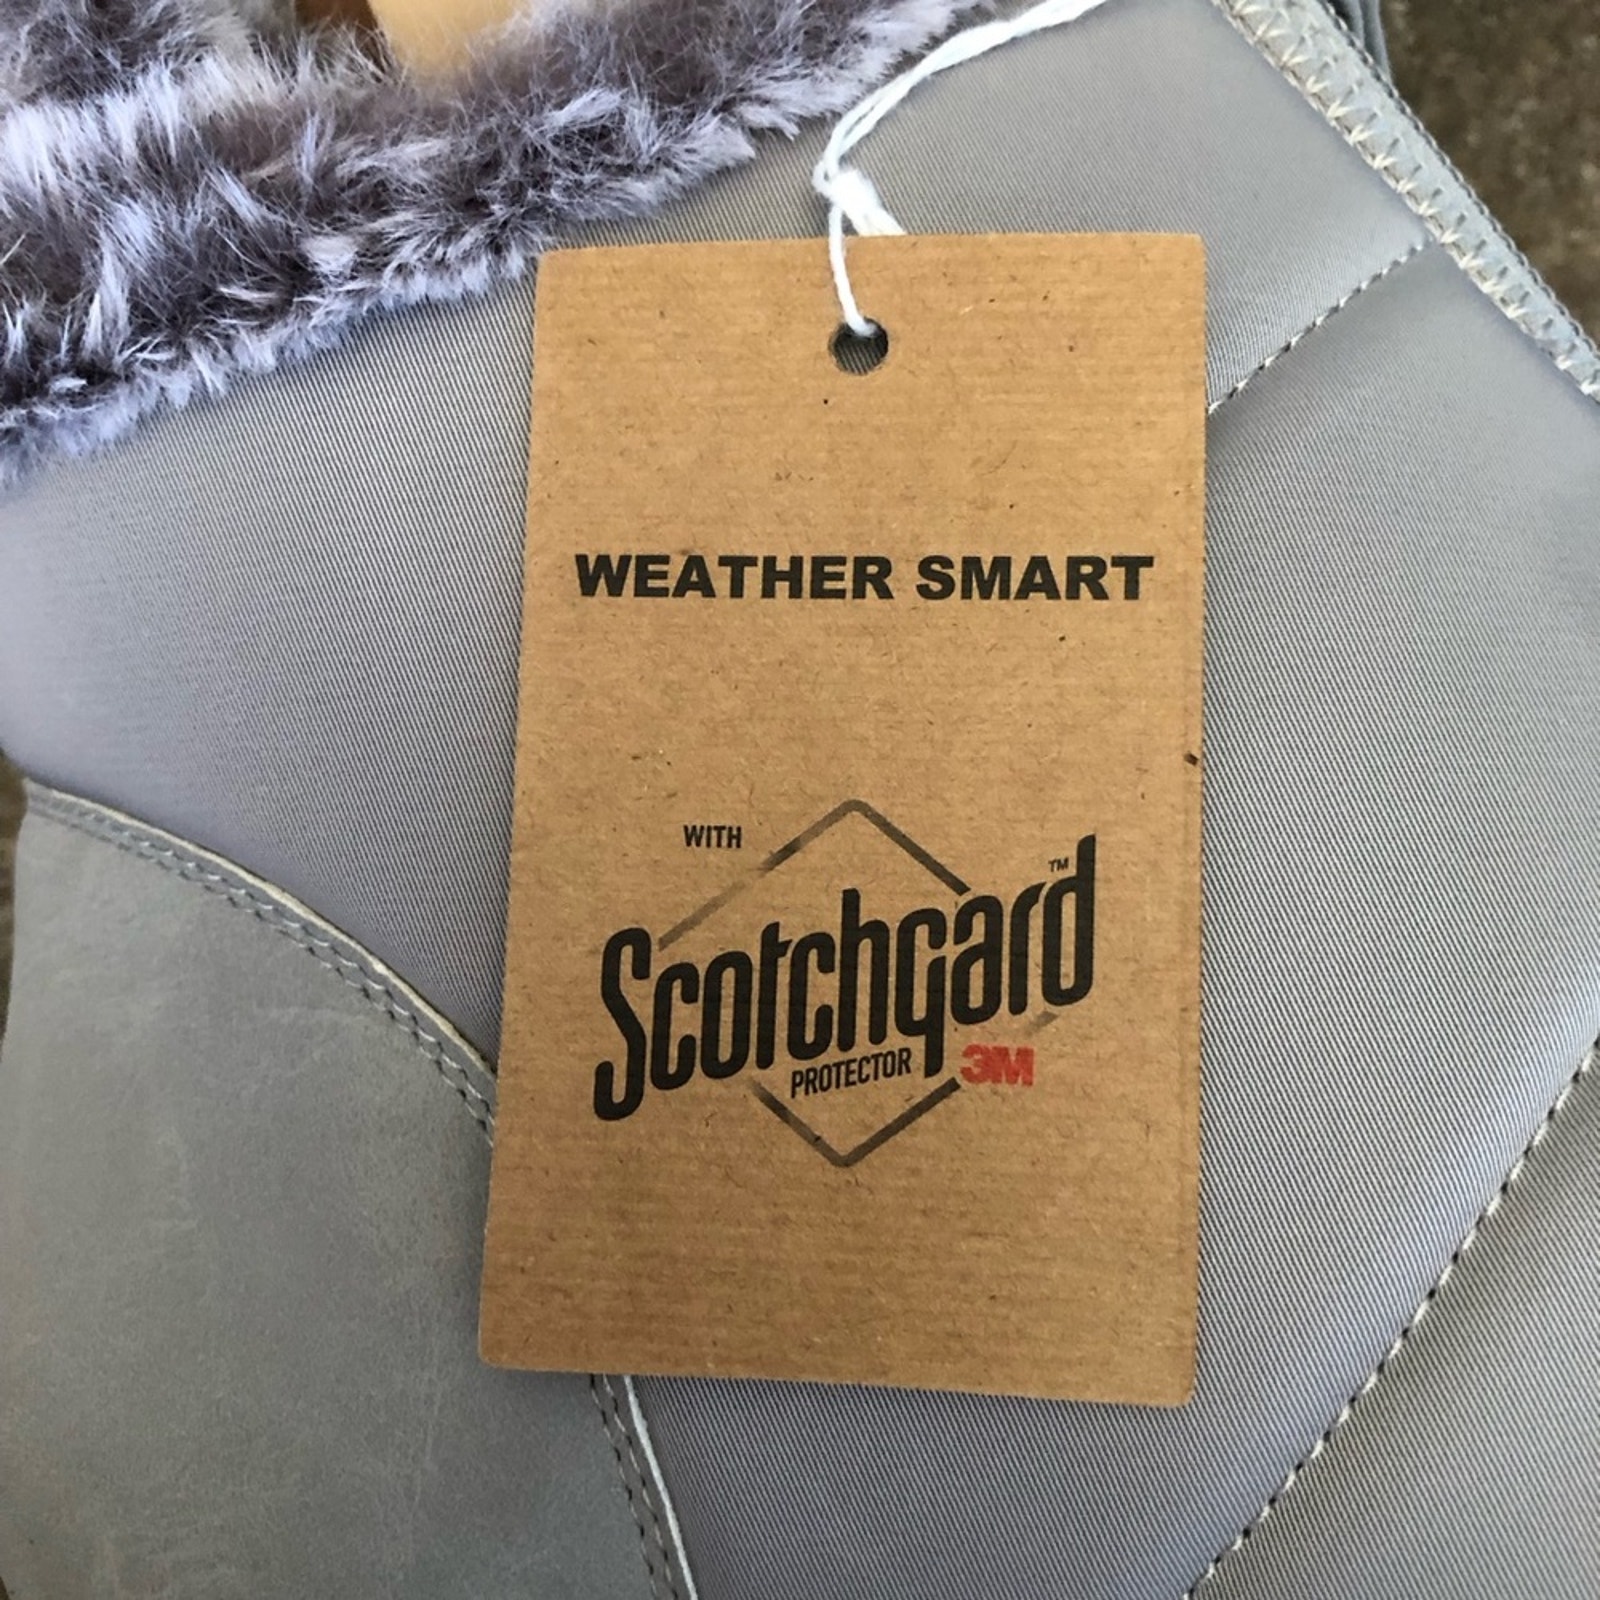 WEATHER SMART
WITH
Scotchgard™
PROTECTOR 3M